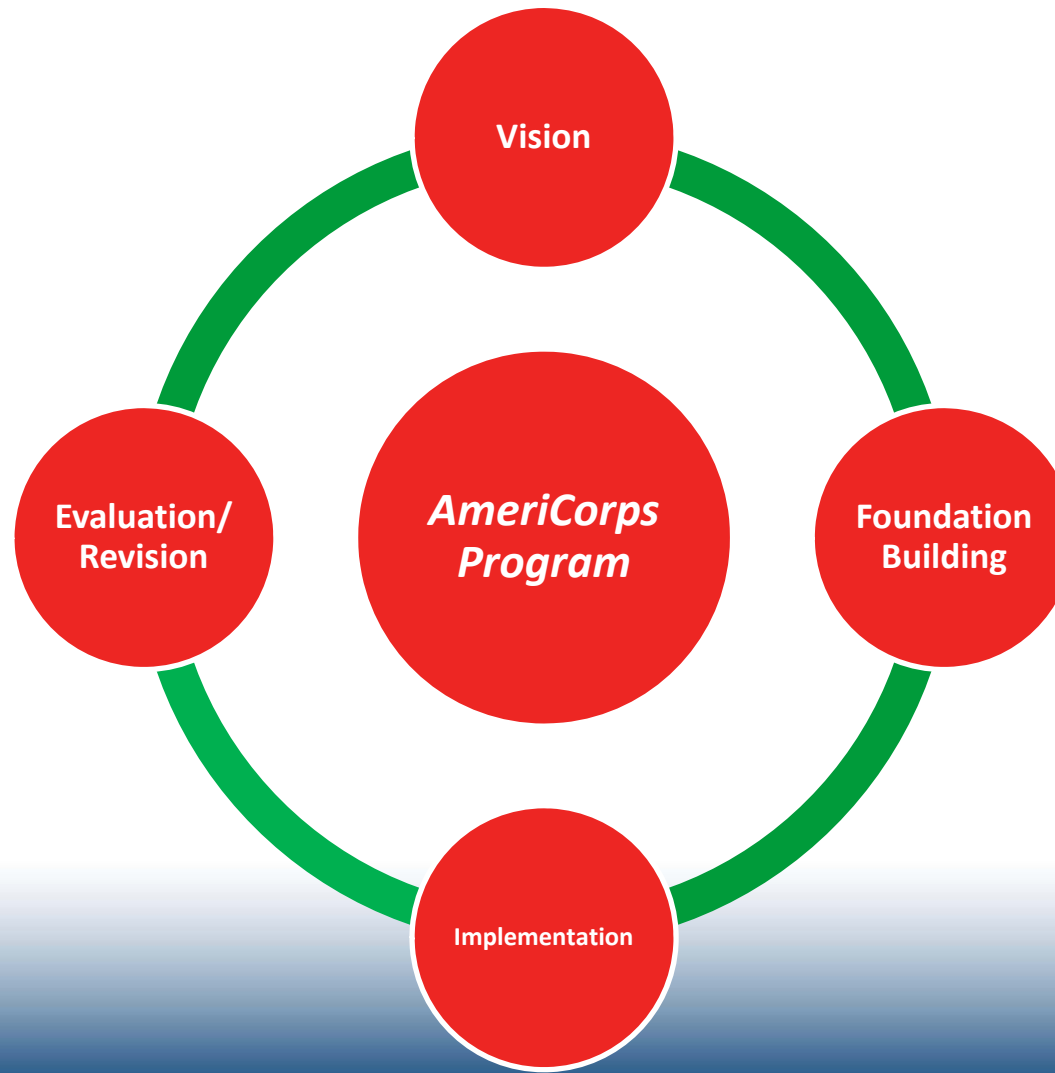 Vision
Evaluation/
Revision
AmeriCorps
Program
Foundation
Building
Implementation